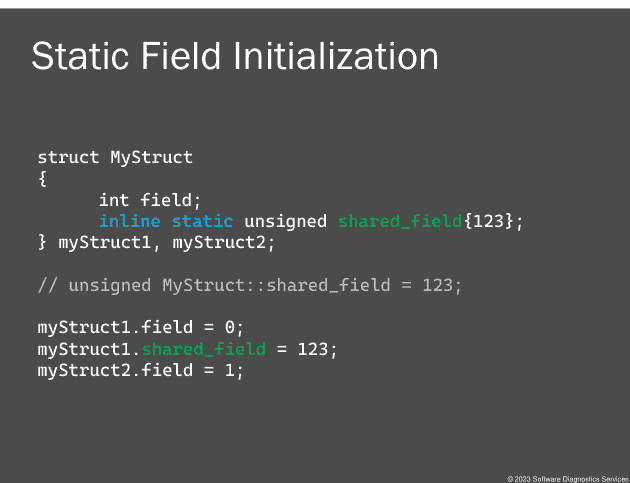 Static Field Initialization
struct MyStruct
{
int field;
inline static unsigned shared_field{123};
} myStruct1, myStruct2;
// unsigned MyStruct::shared_field = 123;
myStruct1.field = 0;
myStruct1.shared_field = 123;
myStruct2.field = 1;
© 2023 Software Diagnostics Services